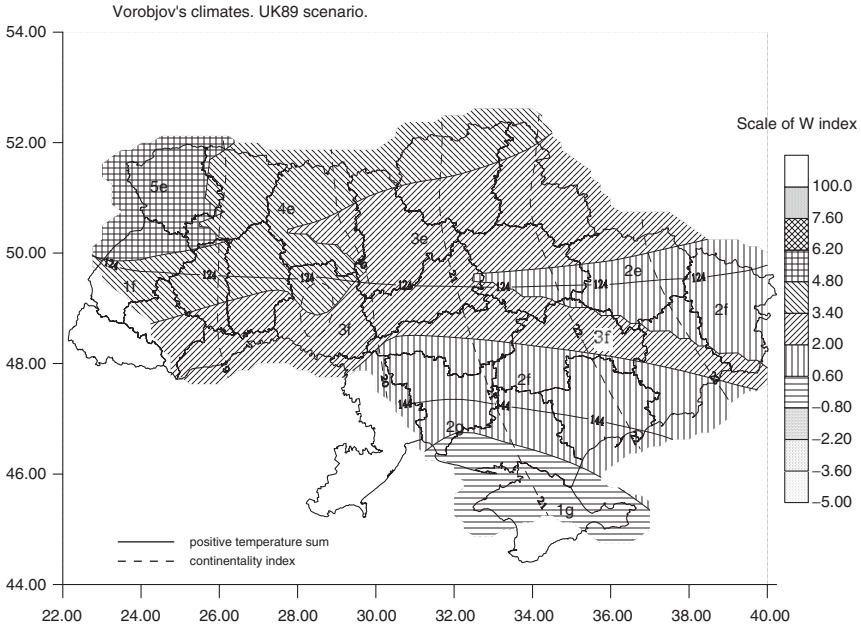 Vorobjov's climates. UK89 scenario.
54.00
52.00
50.00
48.00
46.00
44.00
22.00 24.00 26.00 28.00 30.00 32.00 34.00 36.00 38.00 40.00
Scale of W index
100.0
7.60
6.20
4.80
3.40
2.00
0.60
−0.80
−2.20
−3.60
−5.00
5e
4e
3e
2e
1f
2f
3f
3f
2f
1g
124
124
124
124
124
124
124
144
144
144
21
positive temperature sum
continentality index